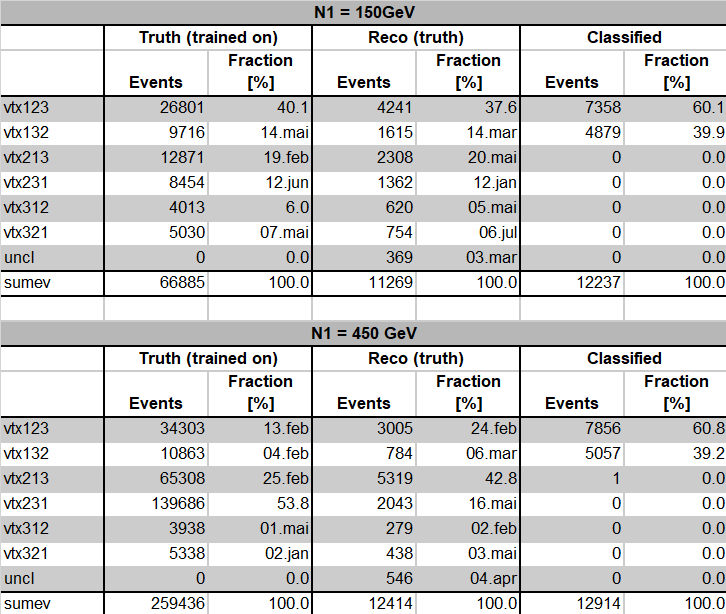 N1 = 150GeV
Truth (trained on) Reco (truth) Classified
Events Fraction [%] Events Fraction [%] Events Fraction [%]
vtx123 26801 40.1 4241 37.6 7358 60.1
vtx132 9716 14.mai 1615 14.mar 4879 39.9
vtx213 12871 19.feb 2308 20.mai 0 0.0
vtx231 8454 12.jun 1362 12.jan 0 0.0
vtx312 4013 6.0 620 05.mai 0 0.0
vtx321 5030 07.mai 754 06.jul 0 0.0
uncl 0 0.0 369 03.mar 0 0.0
sumev 66885 100.0 11269 100.0 12237 100.0
N1 = 450 GeV
Truth (trained on) Reco (truth) Classified
Events Fraction [%] Events Fraction [%] Events Fraction [%]
vtx123 34303 13.feb 3005 24.feb 7856 60.8
vtx132 10863 04.feb 784 06.mar 5057 39.2
vtx213 65308 25.feb 5319 42.8 1 0.0
vtx231 139686 53.8 2043 16.mai 0 0.0
vtx312 3938 01.mai 279 02.feb 0 0.0
vtx321 5338 02.jan 438 03.mai 0 0.0
uncl 0 0.0 546 04.apr 0 0.0
sumev 259436 100.0 12414 100.0 12914 100.0